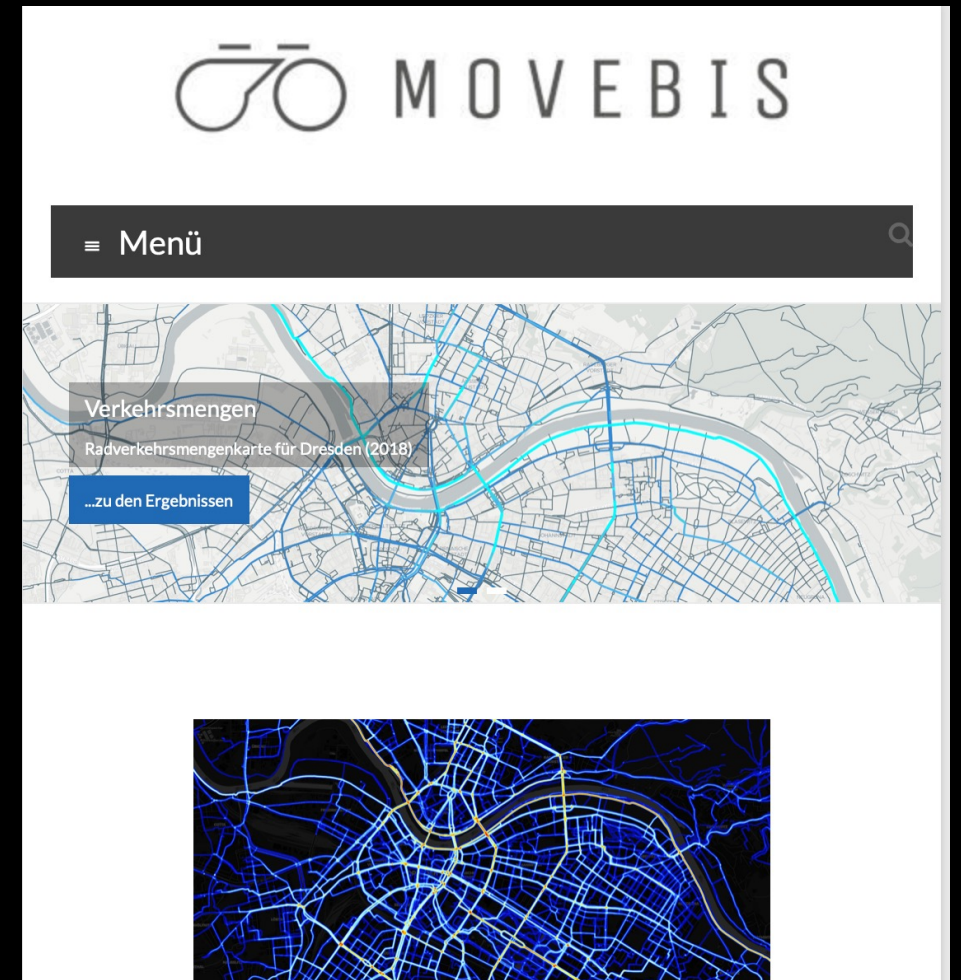 MOVEBIS
Menü
Verkehrsmengen
Radverkehrsmengenkarte für Dresden (2018)
...zu den Ergebnissen